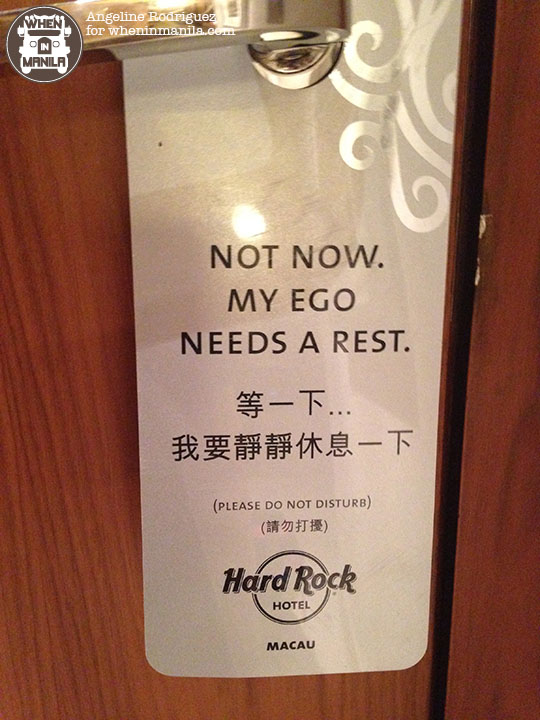 WHEN
IN
MANILA
Angeline Rodriguez
for wheninmanila.com
NOT NOW.
MY EGO
NEEDS A REST.
等一下...
我要靜靜休息一下
(PLEASE DO NOT DISTURB)
(請勿打擾)
Hard Rock
HOTEL
MACAU